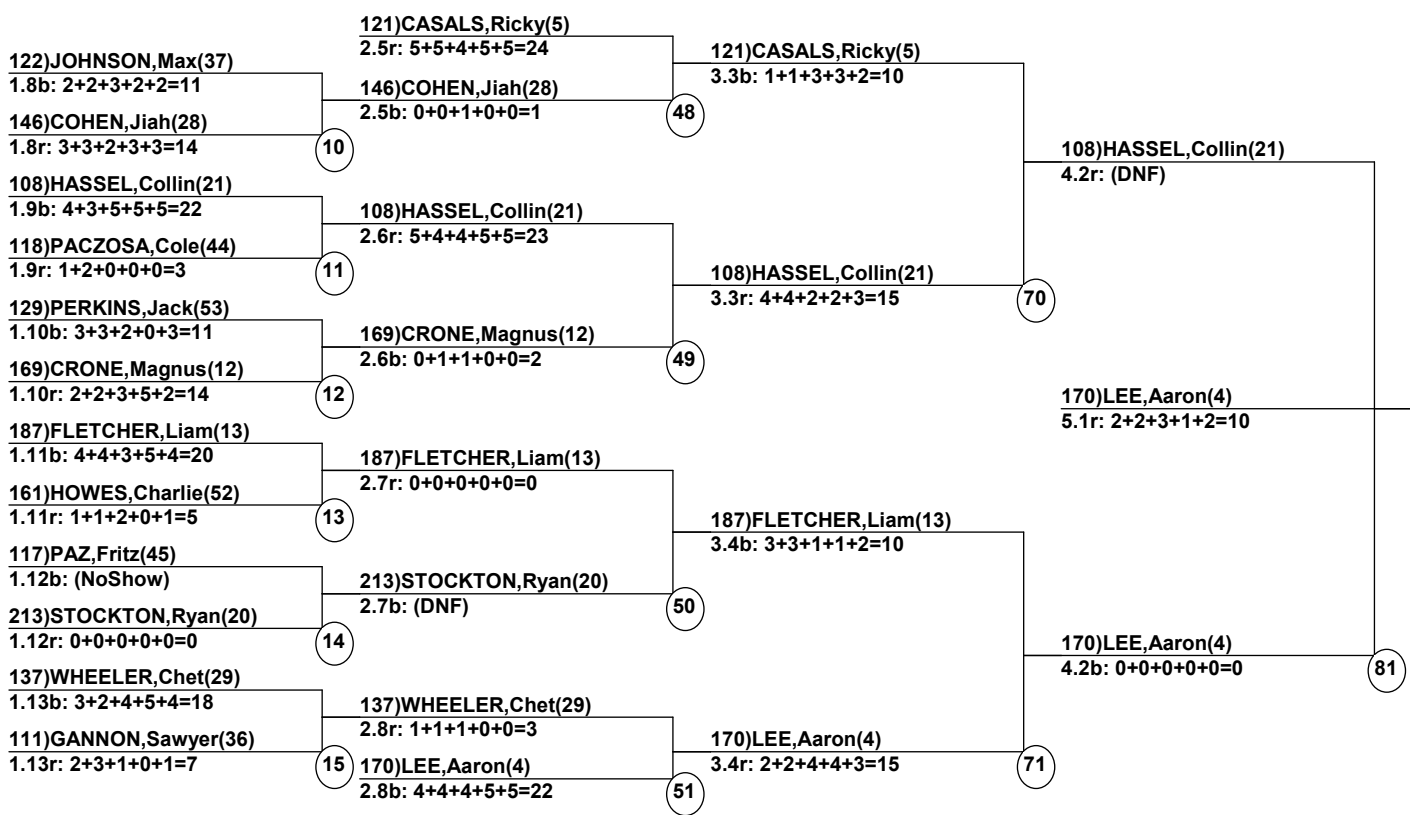 122)JOHNSON,Max(37)
1.8b: 2+2+3+2+2=11
146)COHEN,Jiah(28)
1.8r: 3+3+2+3+3=14
10
108)HASSEL,Collin(21)
1.9b: 4+3+5+5+5=22
118)PACZOSA,Cole(44)
1.9r: 1+2+0+0+0=3
11
129)PERKINS,Jack(53)
1.10b: 3+3+2+0+3=11
169)CRONE,Magnus(12)
1.10r: 2+2+3+5+2=14
12
187)FLETCHER,Liam(13)
1.11b: 4+4+3+5+4=20
161)HOWES,Charlie(52)
1.11r: 1+1+2+0+1=5
13
117)PAZ,Fritz(45)
1.12b: (NoShow)
213)STOCKTON,Ryan(20)
1.12r: 0+0+0+0+0=0
14
137)WHEELER,Chet(29)
1.13b: 3+2+4+5+4=18
111)GANNON,Sawyer(36)
1.13r: 2+3+1+0+1=7
15
121)CASALS,Ricky(5)
2.5r: 5+5+4+5+5=24
146)COHEN,Jiah(28)
2.5b: 0+0+1+0+0=1
48
108)HASSEL,Collin(21)
2.6r: 5+4+4+5+5=23
169)CRONE,Magnus(12)
2.6b: 0+1+1+0+0=2
49
187)FLETCHER,Liam(13)
2.7r: 0+0+0+0+0=0
213)STOCKTON,Ryan(20)
2.7b: (DNF)
50
137)WHEELER,Chet(29)
2.8r: 1+1+1+0+0=3
170)LEE,Aaron(4)
2.8b: 4+4+4+5+5=22
51
121)CASALS,Ricky(5)
3.3b: 1+1+3+3+2=10
108)HASSEL,Collin(21)
3.3r: 4+4+2+2+3=15
70
187)FLETCHER,Liam(13)
3.4b: 3+3+1+1+2=10
170)LEE,Aaron(4)
3.4r: 2+2+4+4+3=15
71
108)HASSEL,Collin(21)
4.2r: (DNF)
170)LEE,Aaron(4)
4.2b: 0+0+0+0+0=0
81
170)LEE,Aaron(4)
5.1r: 2+2+3+1+2=10